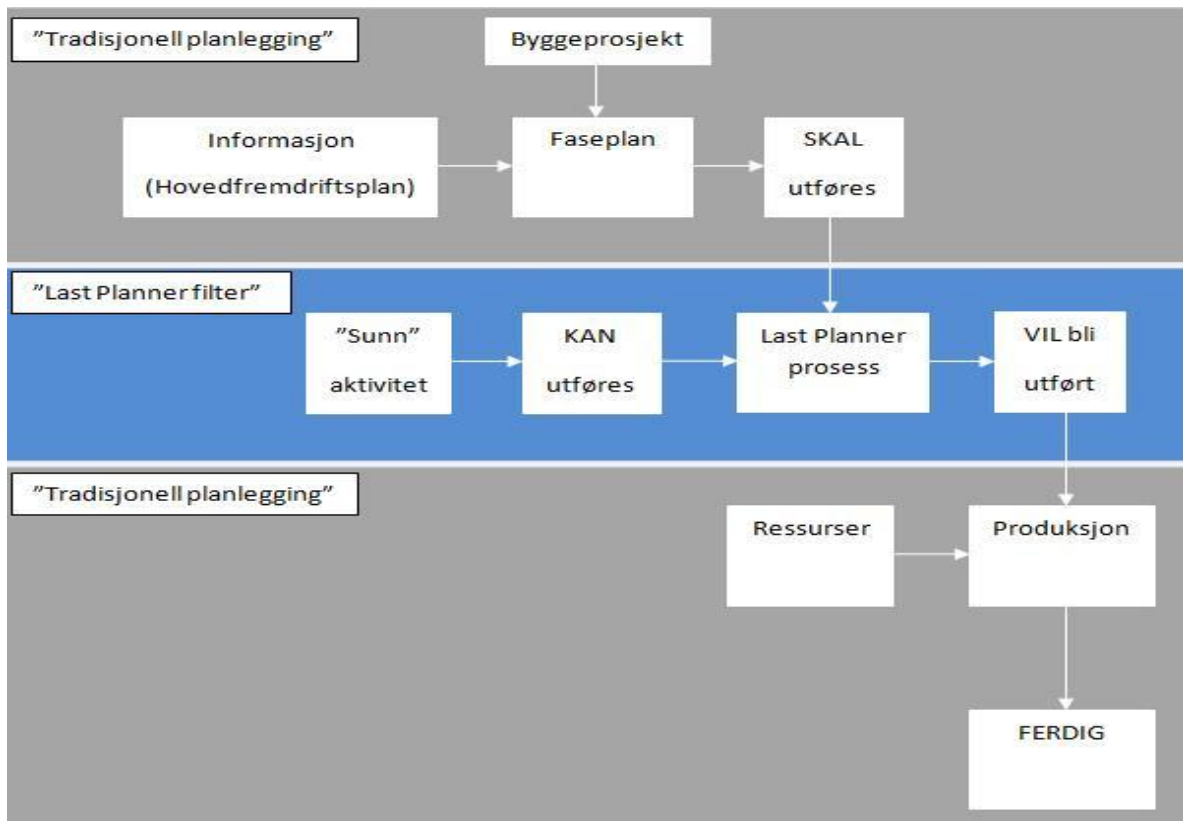 ”Tradisjonell planlegging”
Byggeprosjekt
Informasjon
(Hovedfremdriftsplan)
Faseplan
SKAL
utføres
”Last Planner filter”
”Sunn”
aktivitet
KAN
utføres
Last Planner
prosess
VIL bli
utført
”Tradisjonell planlegging”
Ressurser
Produksjon
FERDIG